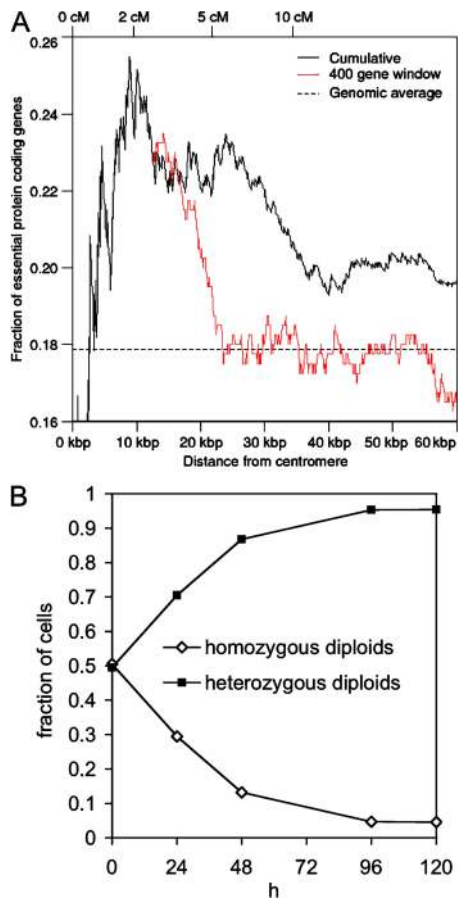 A
0 cM 2 cM 5 cM 10 cM
0.26
0.24
0.22
0.20
0.18
0.16
Fraction of essential protein coding genes
Cumulative
400 gene window
Genomic average
0 kbp 10 kbp 20 kbp 30 kbp 40 kbp 50 kbp 60 kbp
Distance from centromere
B
1
0.9
0.8
0.7
0.6
0.5
0.4
0.3
0.2
0.1
0
fraction of cells
homozygous diploids
heterozygous diploids
0 24 48 72 96 120
h